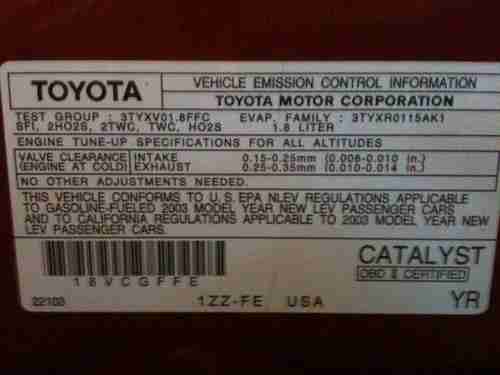 TOYOTA
VEHICLE EMISSION CONTROL INFORMATION
TOYOTA MOTOR CORPORATION
TEST GROUP : 3TYXV01.8FFC EVAP. FAMILY : 3TYXR0115AK1
SFI, 2HO2S, 2TWC, TWC, HO2S 1.8 LITER
ENGINE TUNE-UP SPECIFICATIONS FOR ALL ALTITUDES
VALVE CLEARANCE INTAKE 0.15-0.25mm (0.006-0.010 in.)
(ENGINE AT COLD) EXHAUST 0.25-0.35mm (0.010-0.014 in.)
NO OTHER ADJUSTMENTS NEEDED.
THIS VEHICLE CONFORMS TO U.S.EPA NLEV REGULATIONS APPLICABLE
TO GASOLINE-FUELED 2003 MODEL YEAR NEW LEV PASSENGER CARS
AND TO CALIFORNIA REGULATIONS APPLICABLE TO 2003 MODEL YEAR NEW
LEV PASSENGER CARS.
18VCGFFE
CATALYST
OBD II CERTIFIED
22103
1ZZ-FE USA
YR